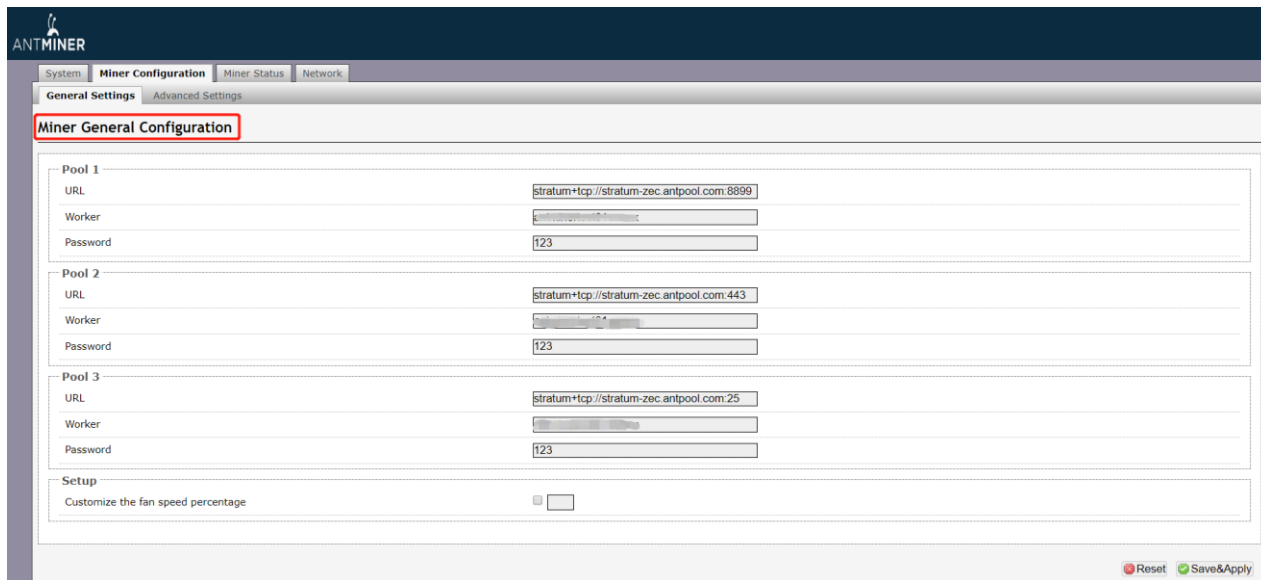 ANTMINER
System Miner Configuration Miner Status Network
General Settings Advanced Settings
Miner General Configuration
Pool 1
URL stratum+tcp://stratum-zec.antpool.com:8899
Worker
Password 123
Pool 2
URL stratum+tcp://stratum-zec.antpool.com:443
Worker
Password 123
Pool 3
URL stratum+tcp://stratum-zec.antpool.com:25
Worker
Password 123
Setup
Customize the fan speed percentage
Reset Save&Apply